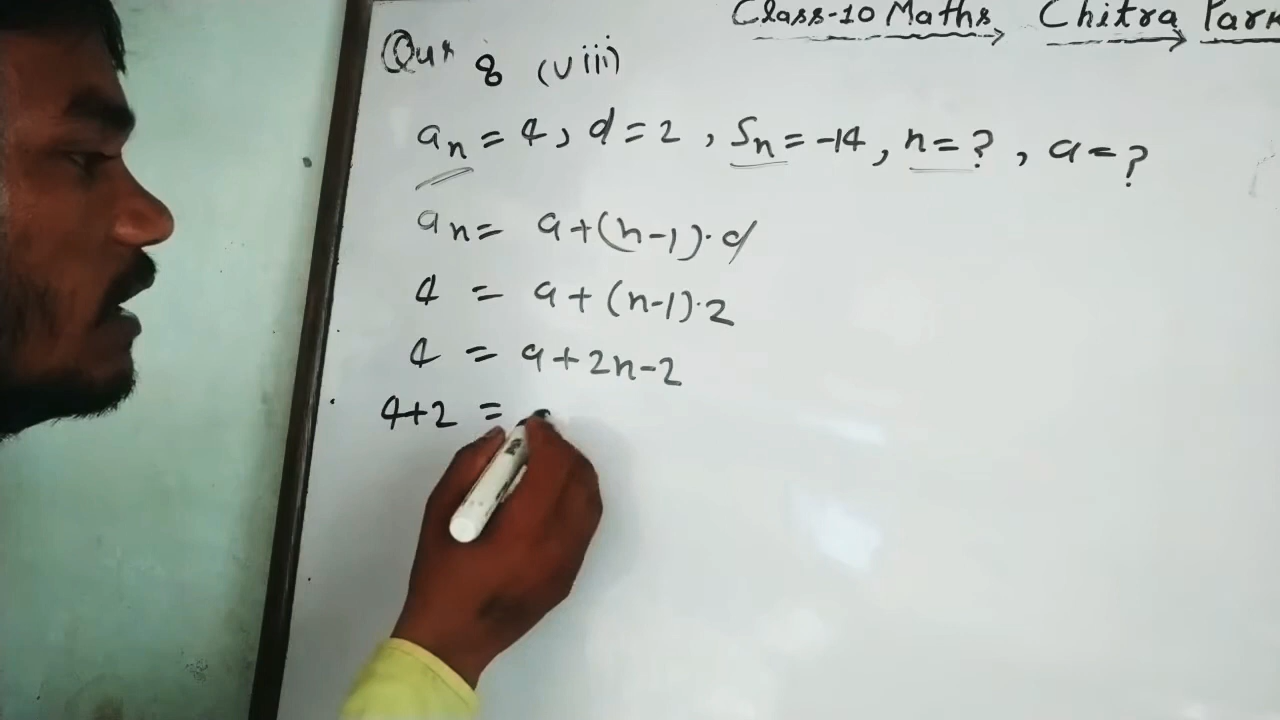 Class-10 Maths Chitra Park
Qus 8 (viii)
an = 4, d = 2, Sn = -14, n = ?, a = ?
an = a+(n-1)·d
4 = a+(n-1)·2
4 = a+2n-2
4+2 =